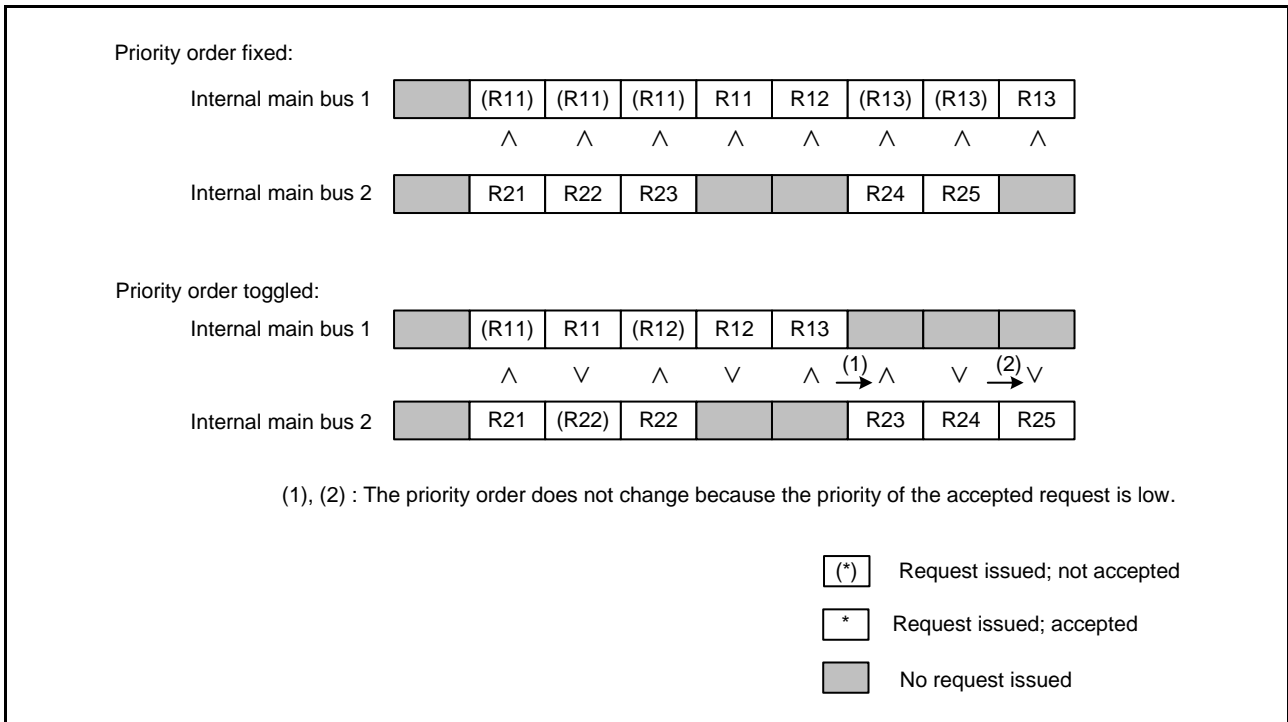 Priority order fixed:
Internal main bus 1 (R11) (R11) (R11) R11 R12 (R13) (R13) R13
∧ ∧ ∧ ∧ ∧ ∧ ∧ ∧
Internal main bus 2 R21 R22 R23 R24 R25
Priority order toggled:
Internal main bus 1 (R11) R11 (R12) R12 R13
∧ ∨ ∧ ∨ ∧ (1) ∧ ∨ (2) ∨
Internal main bus 2 R21 (R22) R22 R23 R24 R25
(1), (2) : The priority order does not change because the priority of the accepted request is low.
(*) Request issued; not accepted
* Request issued; accepted
No request issued